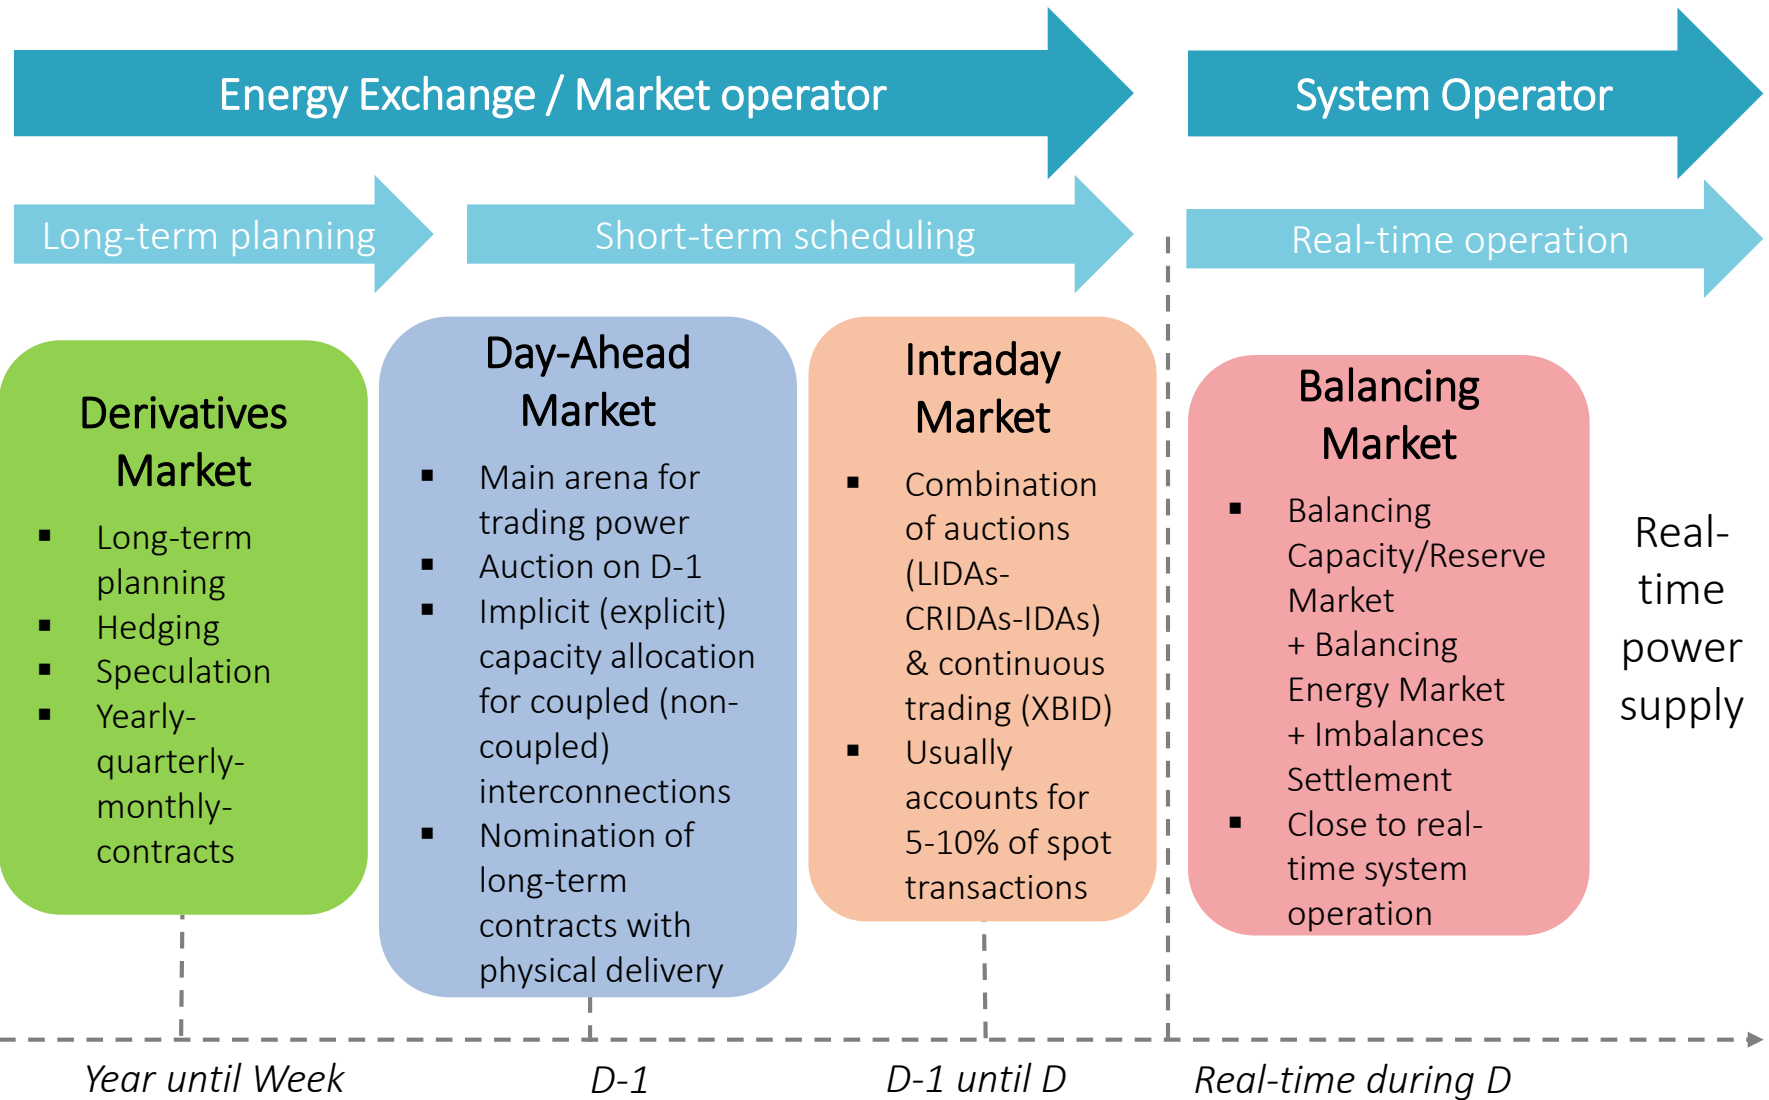 Energy Exchange / Market operator
System Operator
Long-term planning
Short-term scheduling
Real-time operation
Derivatives
Market
▪ Long-term
planning
▪ Hedging
▪ Speculation
▪ Yearly-
quarterly-
monthly-
contracts
Day-Ahead
Market
▪ Main arena for
trading power
▪ Auction on D-1
▪ Implicit (explicit)
capacity allocation
for coupled (non-
coupled)
interconnections
▪ Nomination of
long-term
contracts with
physical delivery
Intraday
Market
▪ Combination
of auctions
(LIDAs-
CRIDAs-IDAs)
& continuous
trading (XBID)
▪ Usually
accounts for
5-10% of spot
transactions
Balancing
Market
▪ Balancing
Capacity/Reserve
Market
+ Balancing
Energy Market
+ Imbalances
Settlement
▪ Close to real-
time system
operation
Real-
time
power
supply
Year until Week
D-1
D-1 until D
Real-time during D